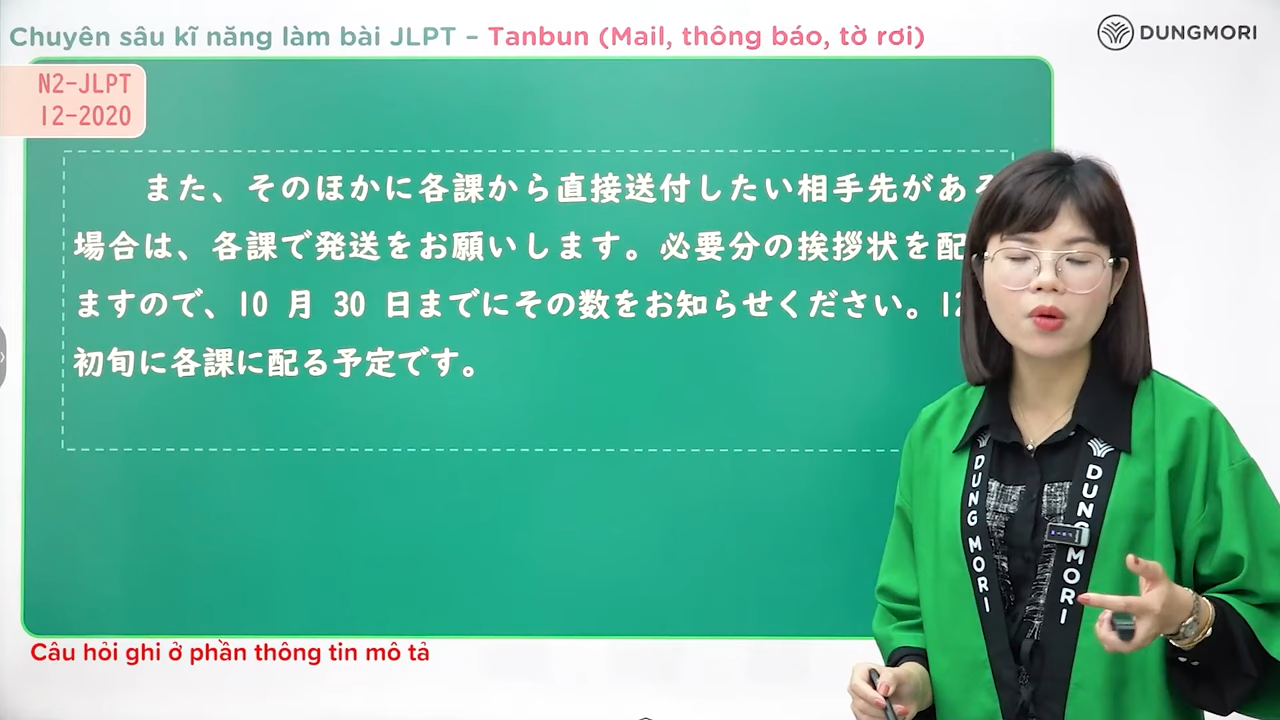 Chuyên sâu kĩ năng làm bài JLPT – Tanbun (Mail, thông báo, tờ rơi)
DUNGMORI
N2-JLPT
12-2020
また、そのほかに各課から直接送付したい相手先がある
場合は、各課で発送をお願いします。必要分の挨拶状を配
ますので、10 月 30 日までにその数をお知らせください。12
初旬に各課に配る予定です。
DUNG MORI
DUNG MORI
Câu hỏi ghi ở phần thông tin mô tả